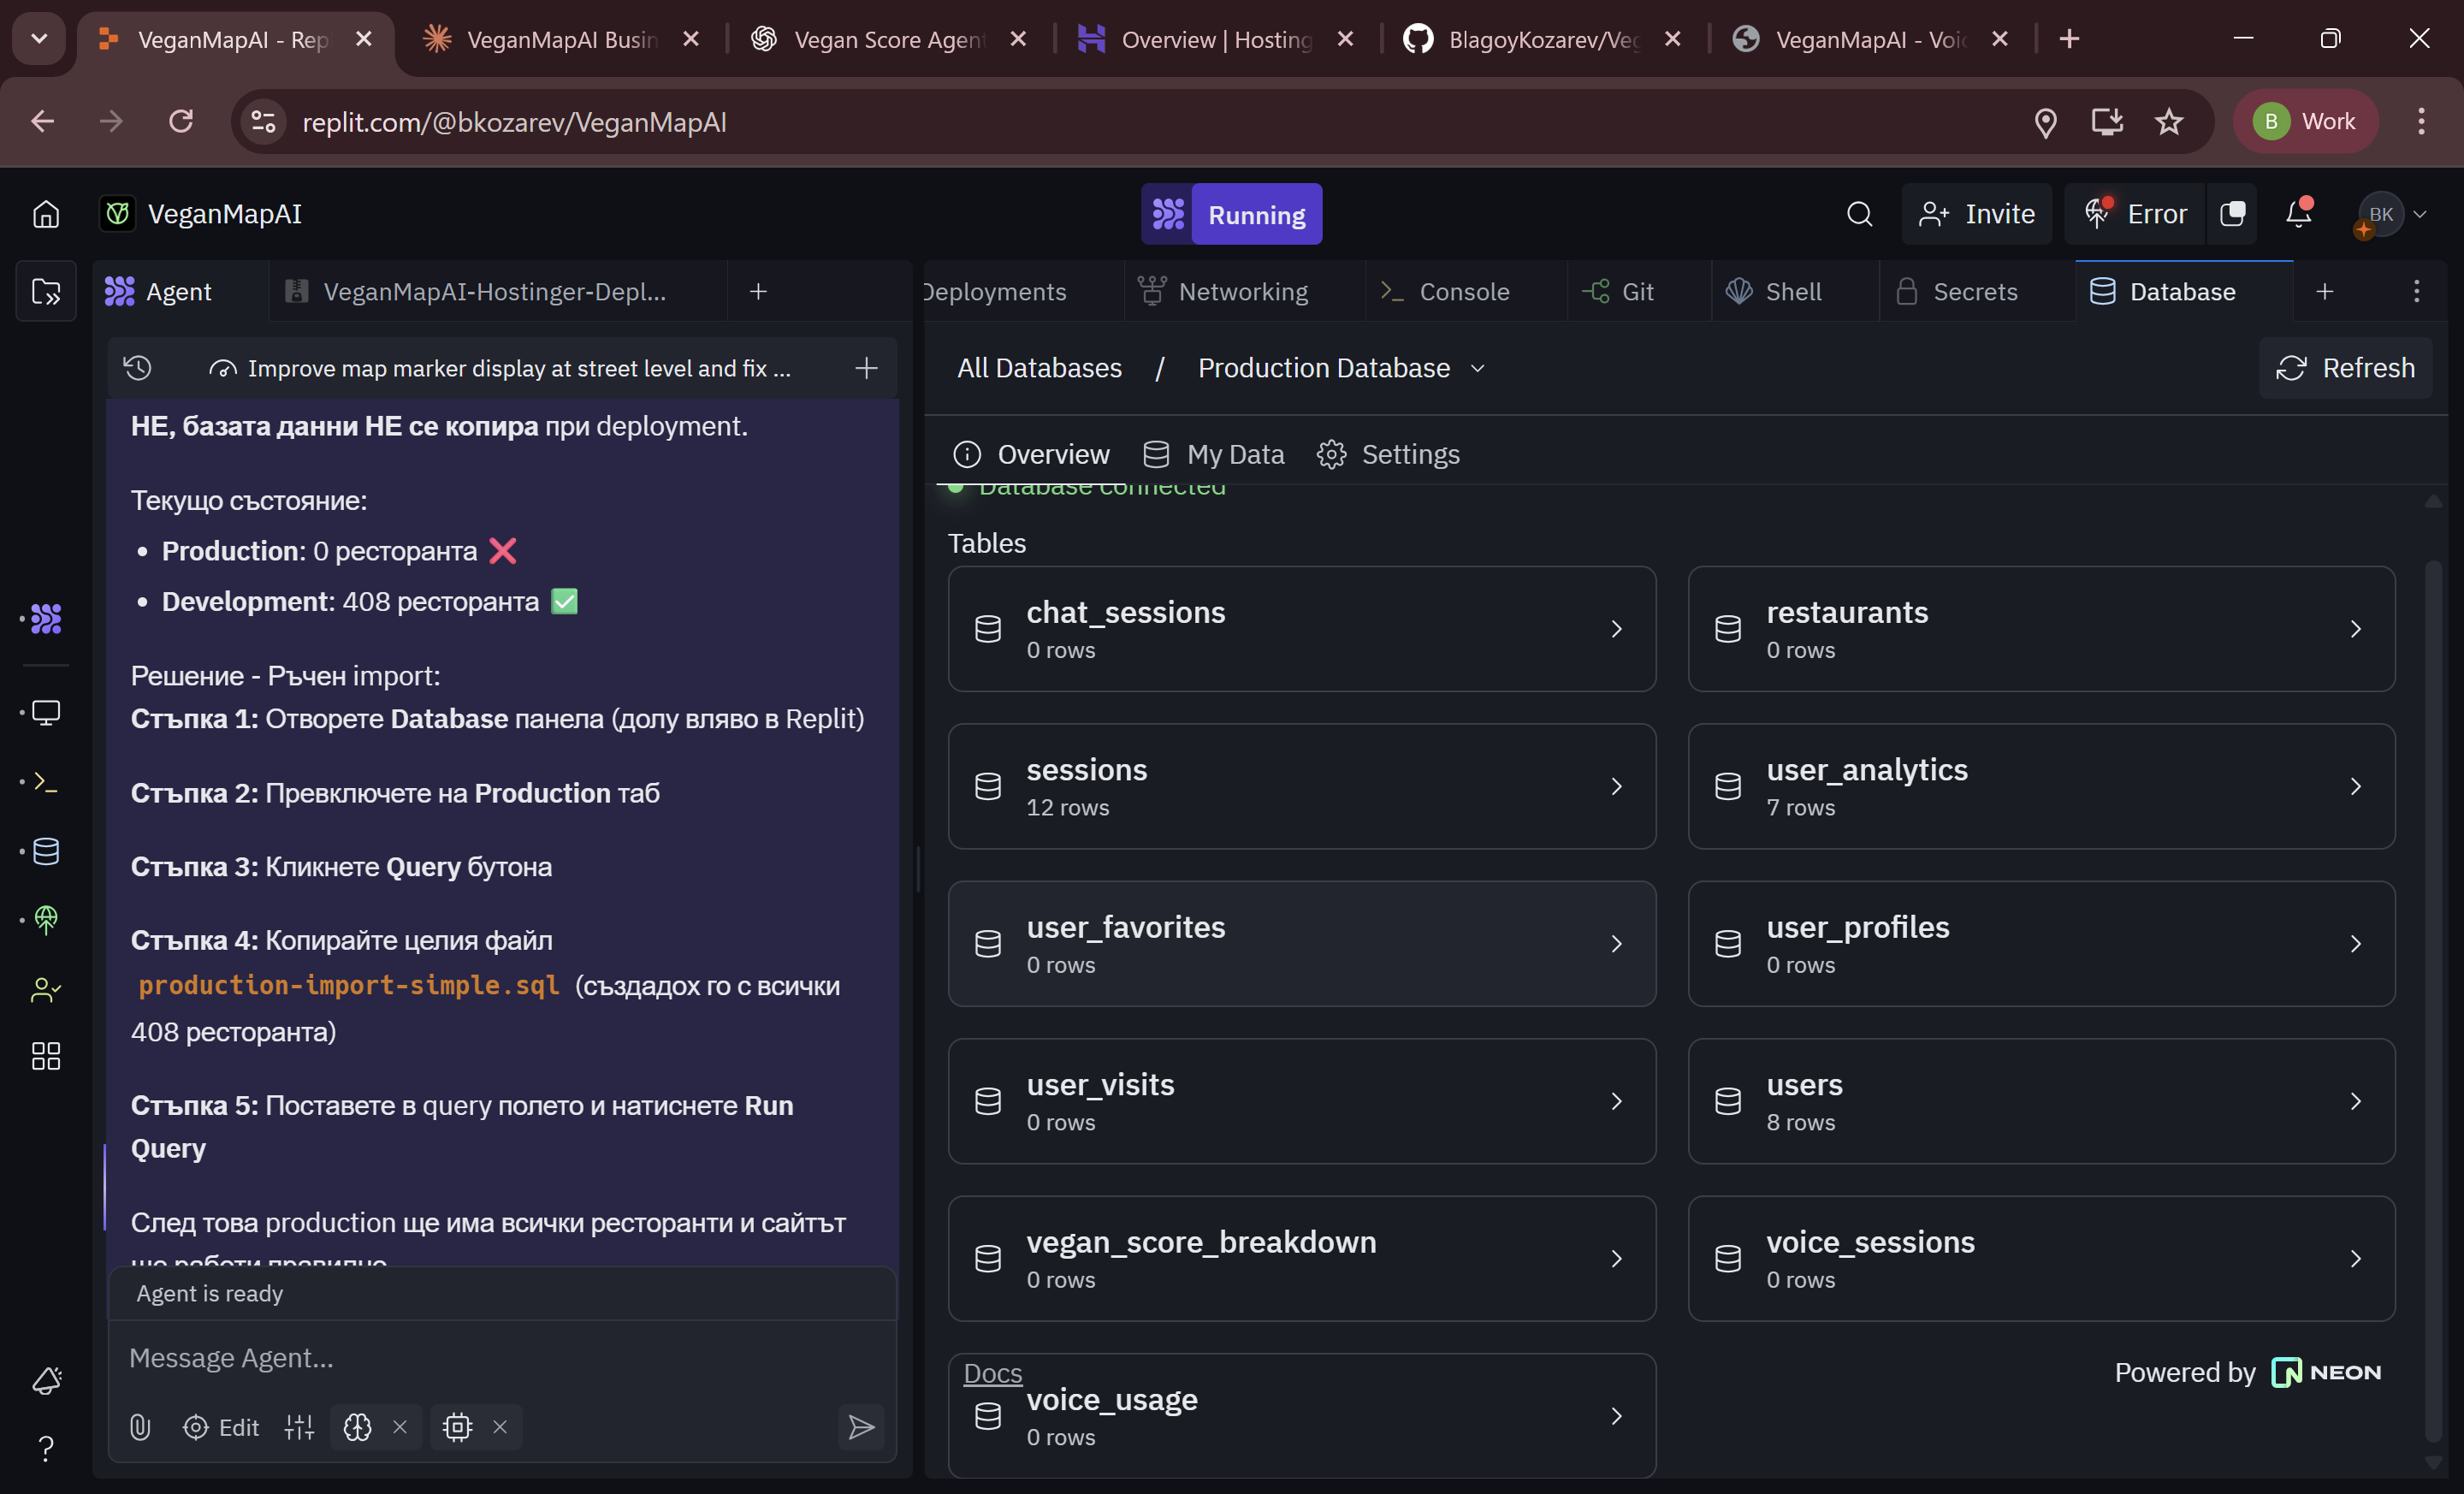 VeganMapAI - Rep
VeganMapAI Busin
Vegan Score Agent
Overview | Hosting
BlagoyKozarev/Veg
VeganMapAI - Voi
replit.com/@bkozarev/VeganMapAI
B Work
VeganMapAI
Running
Invite
Error
BK
Agent
VeganMapAI-Hostinger-Depl...
Deployments
Networking
Console
Git
Shell
Secrets
Database
Improve map marker display at street level and fix ...
НЕ, базата данни НЕ се копира при deployment.
Текущо състояние:
• Production: 0 ресторанта ❌
• Development: 408 ресторанта ✅
Решение - Ръчен import:
Стъпка 1: Отворете Database панела (долу вляво в Replit)
Стъпка 2: Превключете на Production таб
Стъпка 3: Кликнете Query бутона
Стъпка 4: Копирайте целия файл
production-import-simple.sql (създадох го с всички
408 ресторанта)
Стъпка 5: Поставете в query полето и натиснете Run
Query
След това production ще има всички ресторанти и сайтът
ще работи правилно
Agent is ready
Message Agent...
Edit
All Databases / Production Database
Refresh
Overview
My Data
Settings
Database connected
Tables
chat_sessions
0 rows
restaurants
0 rows
sessions
12 rows
user_analytics
7 rows
user_favorites
0 rows
user_profiles
0 rows
user_visits
0 rows
users
8 rows
vegan_score_breakdown
0 rows
voice_sessions
0 rows
Docs
voice_usage
0 rows
Powered by NEON